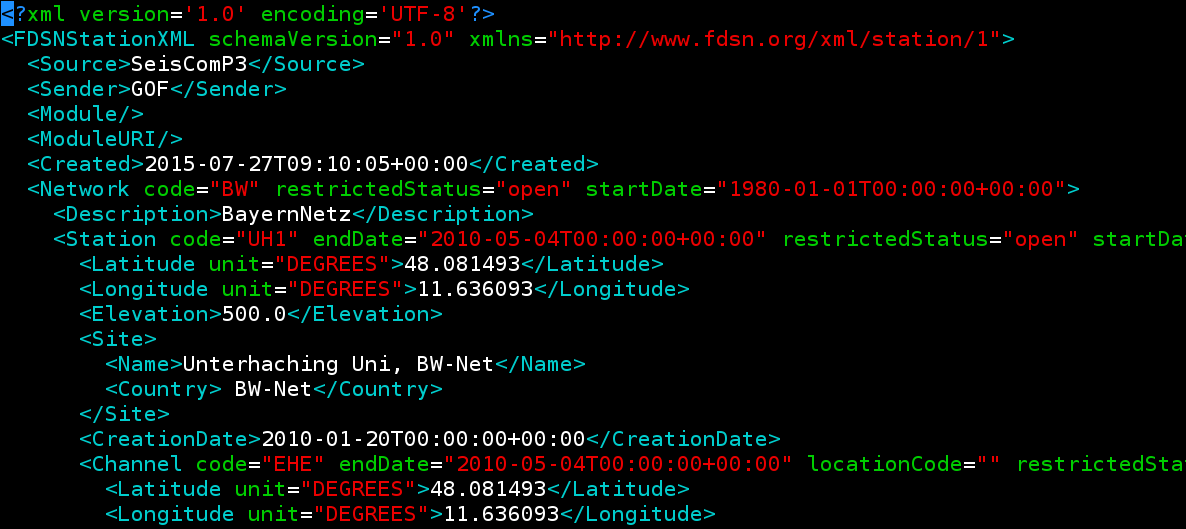 <?xml version='1.0' encoding='UTF-8'?>
<FDSNStationXML schemaVersion="1.0" xmlns="http://www.fdsn.org/xml/station/1">
  <Source>SeisComP3</Source>
  <Sender>GOF</Sender>
  <Module/>
  <ModuleURI/>
  <Created>2015-07-27T09:10:05+00:00</Created>
  <Network code="BW" restrictedStatus="open" startDate="1980-01-01T00:00:00+00:00">
    <Description>BayernNetz</Description>
    <Station code="UH1" endDate="2010-05-04T00:00:00+00:00" restrictedStatus="open" startDa
      <Latitude unit="DEGREES">48.081493</Latitude>
      <Longitude unit="DEGREES">11.636093</Longitude>
      <Elevation>500.0</Elevation>
      <Site>
        <Name>Unterhaching Uni, BW-Net</Name>
        <Country> BW-Net</Country>
      </Site>
      <CreationDate>2010-01-20T00:00:00+00:00</CreationDate>
      <Channel code="EHE" endDate="2010-05-04T00:00:00+00:00" locationCode="" restrictedSta
        <Latitude unit="DEGREES">48.081493</Latitude>
        <Longitude unit="DEGREES">11.636093</Longitude>